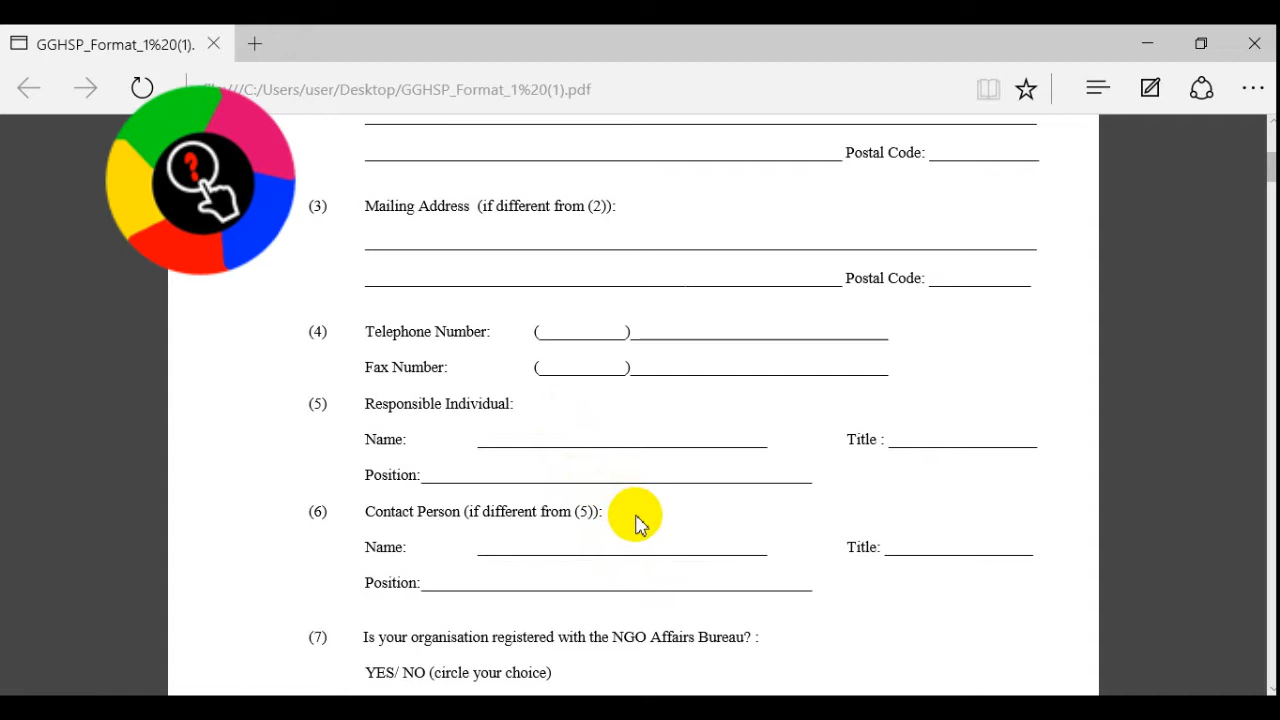 GGHSP_Format_1%20(1).
C:/Users/user/Desktop/GGHSP_Format_1%20(1).pdf
Postal Code:
(3) Mailing Address (if different from (2)):
Postal Code:
(4) Telephone Number: ( )
Fax Number: ( )
(5) Responsible Individual:
Name: Title :
Position:
(6) Contact Person (if different from (5)):
Name: Title:
Position:
(7) Is your organisation registered with the NGO Affairs Bureau? :
YES/ NO (circle your choice)